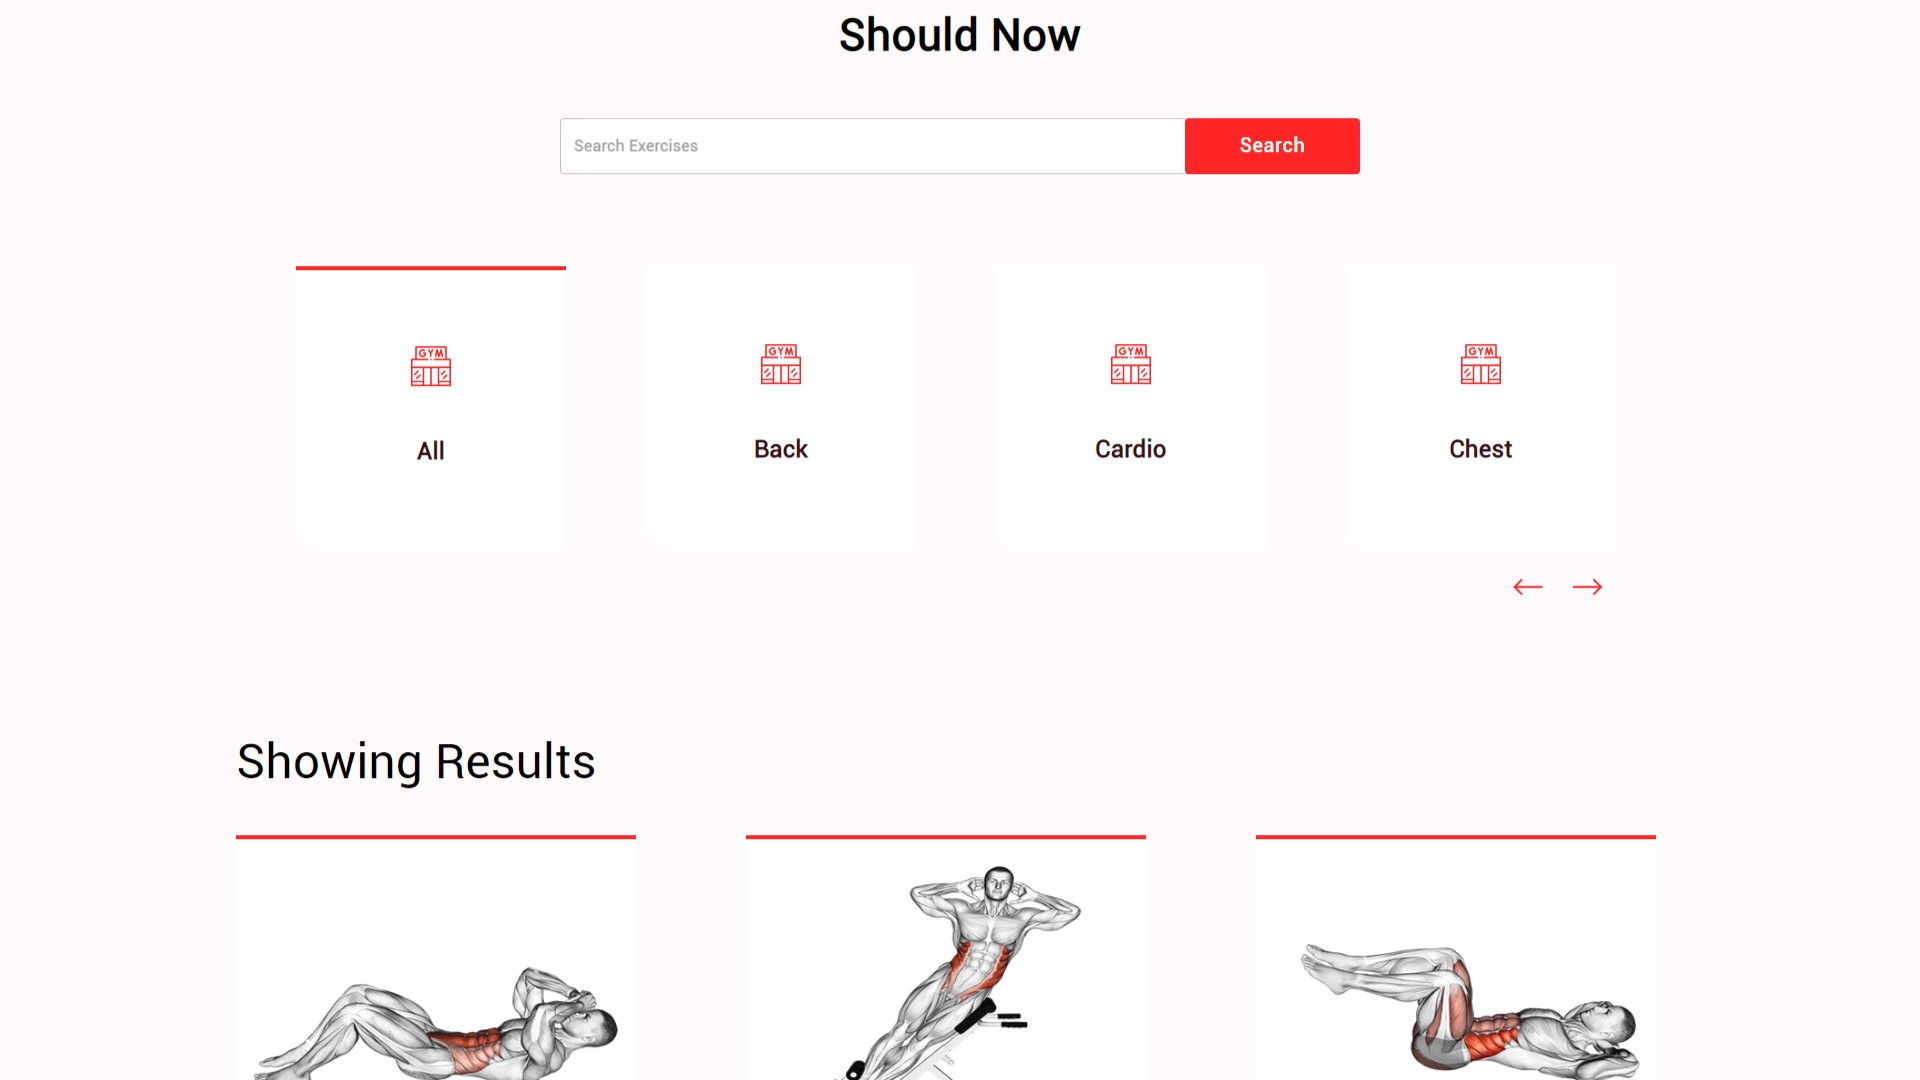 Should Now
Search Exercises
Search
GYM
GYM
GYM
GYM
All
Back
Cardio
Chest
Showing Results